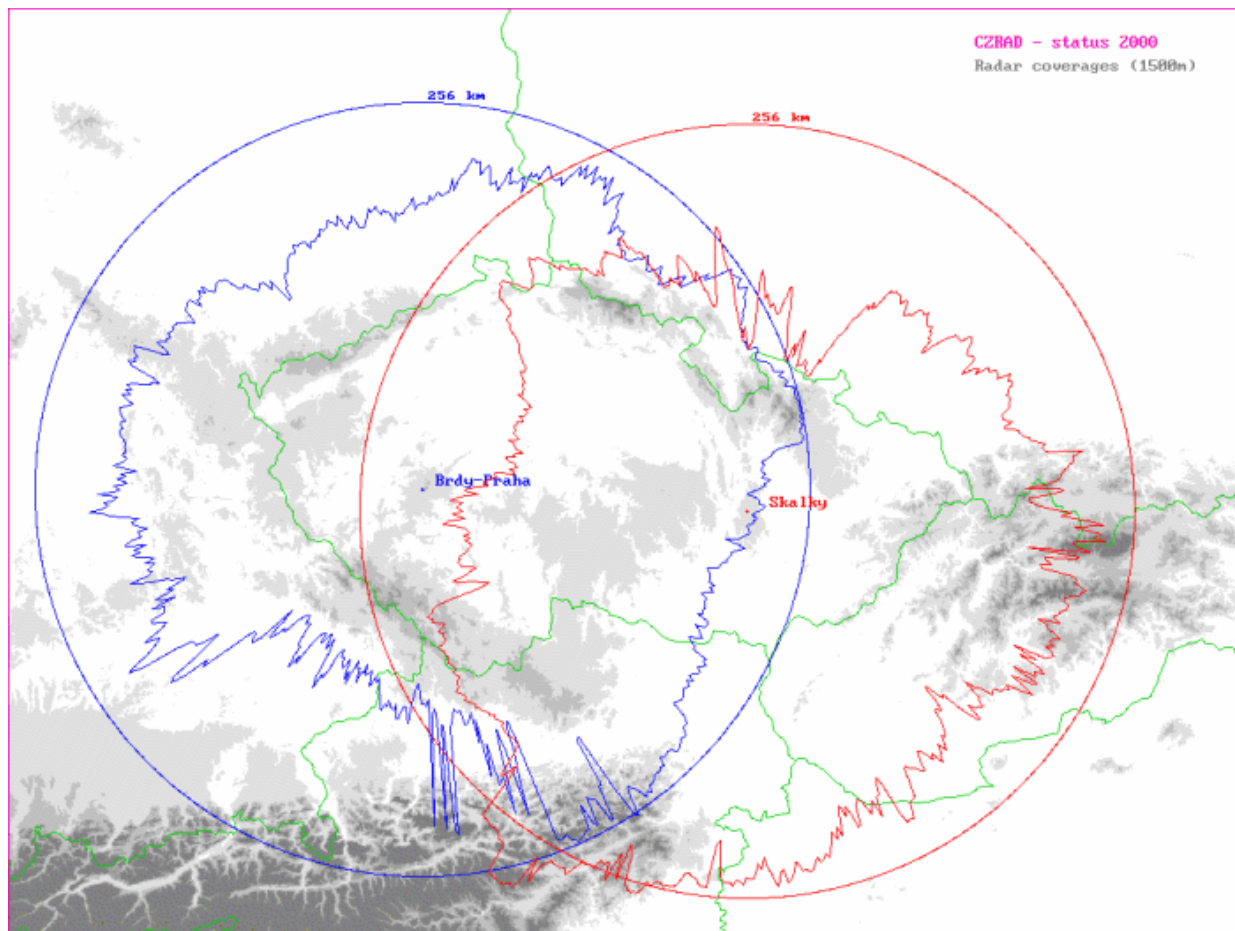 CZRAD - status 2000
Radar coverages (1500m)
256 km
256 km
Brdy-Praha
Skalky